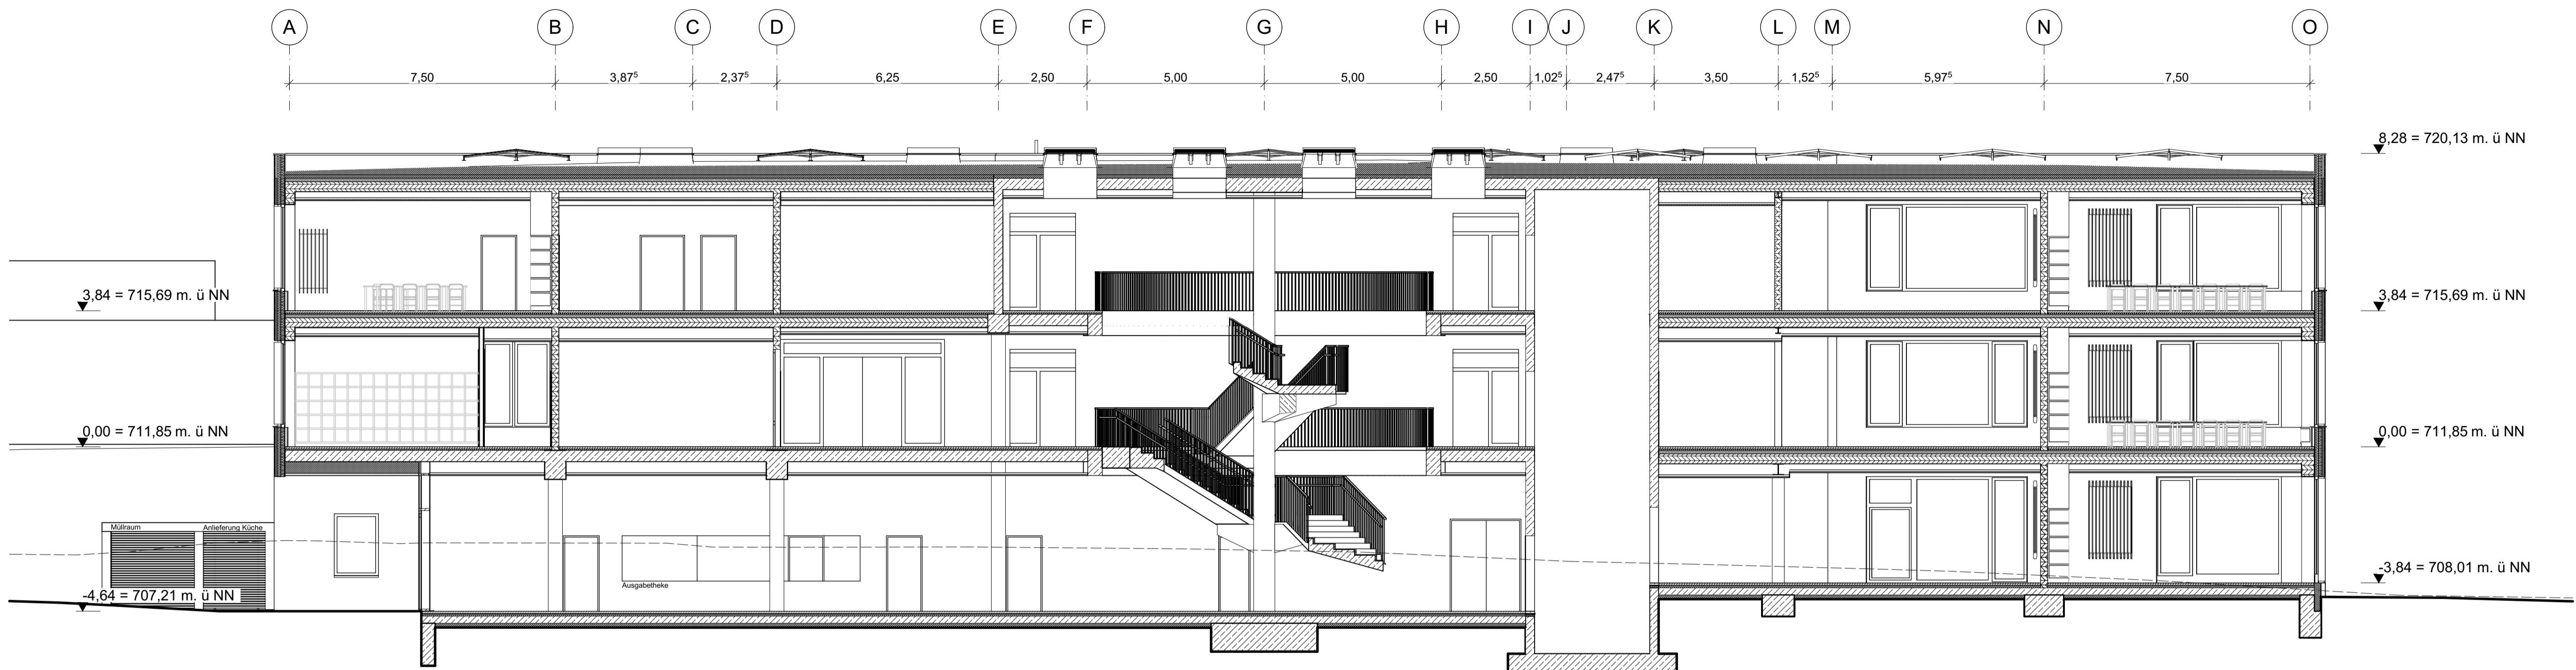 A B C D E F G H I J K L M N O
7,50 3,87⁵ 2,37⁵ 6,25 2,50 5,00 5,00 2,50 1,02⁵ 2,47⁵ 3,50 1,52⁵ 5,97⁵ 7,50
8,28 = 720,13 m. ü NN
3,84 = 715,69 m. ü NN
3,84 = 715,69 m. ü NN
0,00 = 711,85 m. ü NN
0,00 = 711,85 m. ü NN
Müllraum
Anlieferung Küche
Ausgabetheke
-3,84 = 708,01 m. ü NN
-4,64 = 707,21 m. ü NN